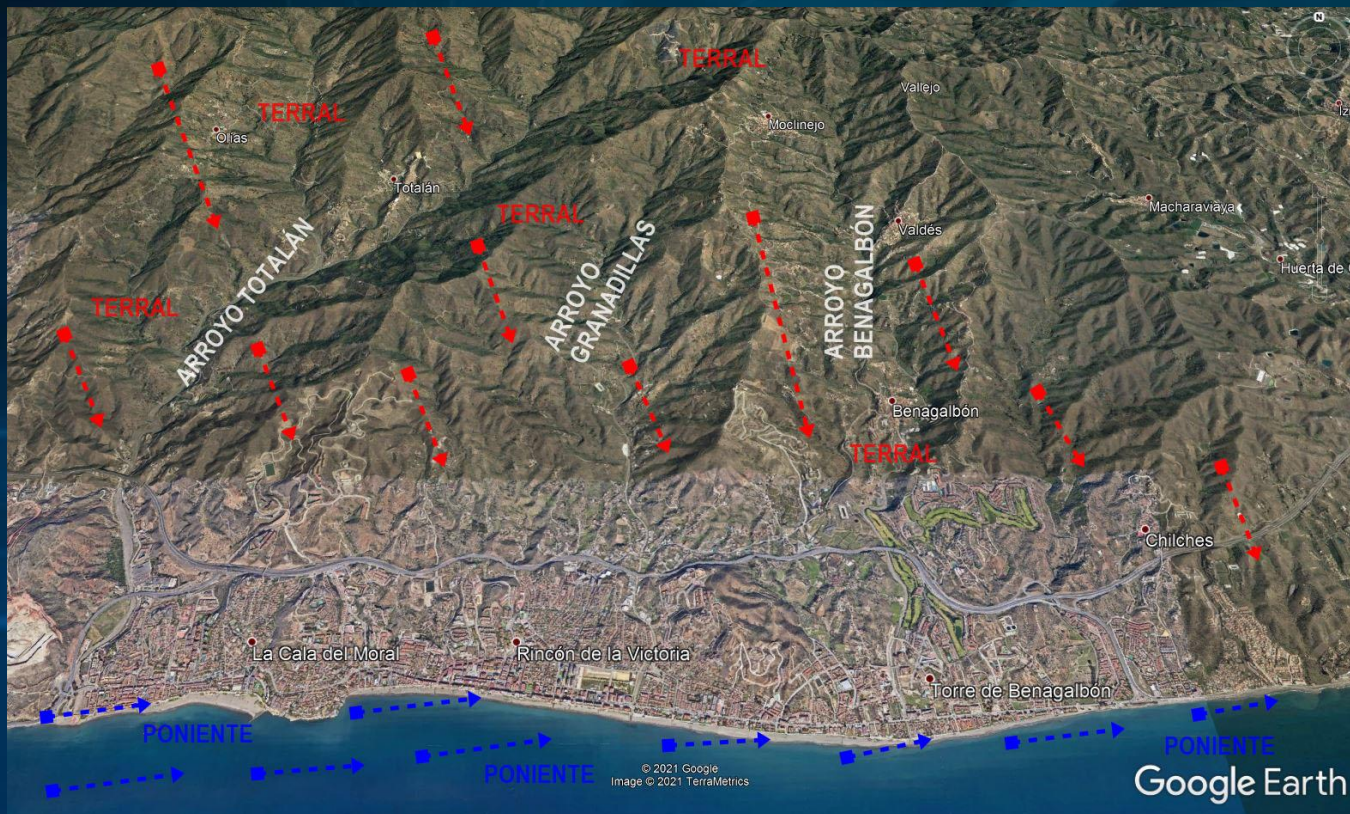 N
TERRAL
Vallejo
TERRAL
Olías
Moclinejo
Totalán
Macharaviaya
TERRAL
Valdés
ARROYO TOTALÁN
ARROYO
GRANADILLAS
ARROYO
BENAGALBÓN
Huerta de
TERRAL
Benagalbón
TERRAL
Chilches
La Cala del Moral
Rincón de la Victoria
Torre de Benagalbón
PONIENTE
PONIENTE
PONIENTE
© 2021 Google
Image © 2021 TerraMetrics
Google Earth